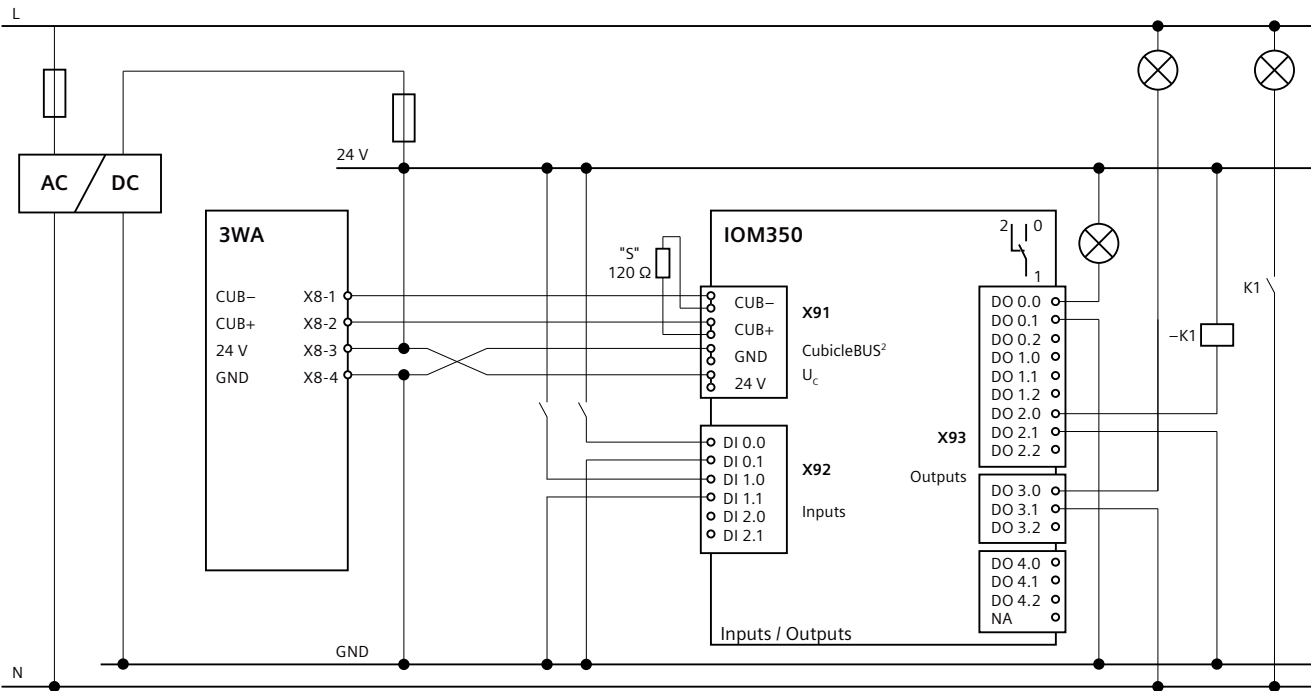 L
AC
DC
24 V
3WA
CUB− X8-1
CUB+ X8-2
24 V X8-3
GND X8-4
"S"
120 Ω
IOM350
2 0
1
CUB−
CUB+
GND
24 V
X91
CubicleBUS²
Uc
DI 0.0
DI 0.1
DI 1.0
DI 1.1
DI 2.0
DI 2.1
X92
Inputs
X93
Outputs
DO 0.0
DO 0.1
DO 0.2
DO 1.0
DO 1.1
DO 1.2
DO 2.0
DO 2.1
DO 2.2
DO 3.0
DO 3.1
DO 3.2
DO 4.0
DO 4.1
DO 4.2
NA
Inputs / Outputs
−K1
K1
GND
N